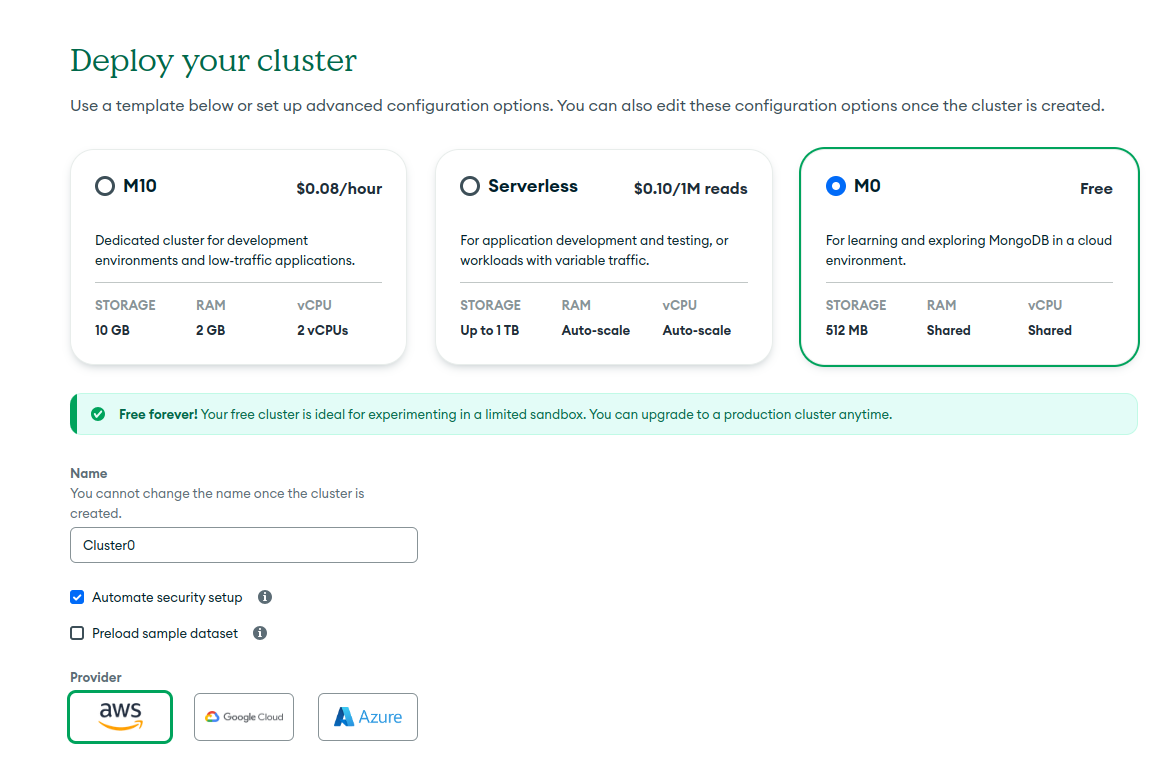 Deploy your cluster
Use a template below or set up advanced configuration options. You can also edit these configuration options once the cluster is created.
M10 $0.08/hour
Dedicated cluster for development
environments and low-traffic applications.
STORAGE RAM vCPU
10 GB 2 GB 2 vCPUs
Serverless $0.10/1M reads
For application development and testing, or
workloads with variable traffic.
STORAGE RAM vCPU
Up to 1 TB Auto-scale Auto-scale
M0 Free
For learning and exploring MongoDB in a cloud
environment.
STORAGE RAM vCPU
512 MB Shared Shared
Free forever! Your free cluster is ideal for experimenting in a limited sandbox. You can upgrade to a production cluster anytime.
Name
You cannot change the name once the cluster is
created.
Cluster0
Automate security setup
Preload sample dataset
Provider
aws Google Cloud Azure